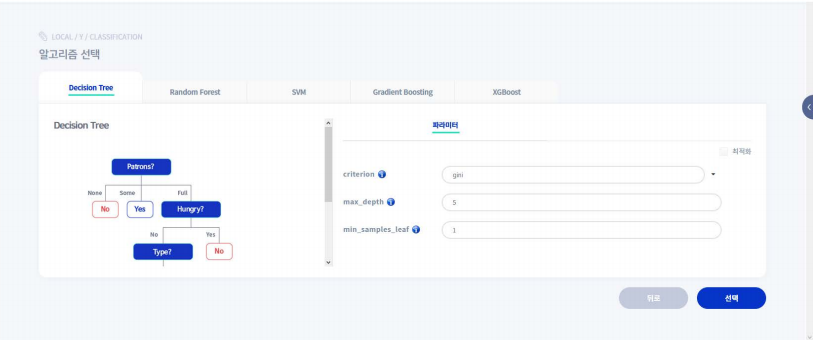 LOCAL / Y / CLASSIFICATION
알고리즘 선택
Decision Tree
Random Forest
SVM
Gradient Boosting
XGBoost
Decision Tree
파라미터
최적화
Patrons?
None Some Full
No Yes Hungry?
No Yes
Type? No
criterion
gini
max_depth
5
min_samples_leaf
1
뒤로
선택